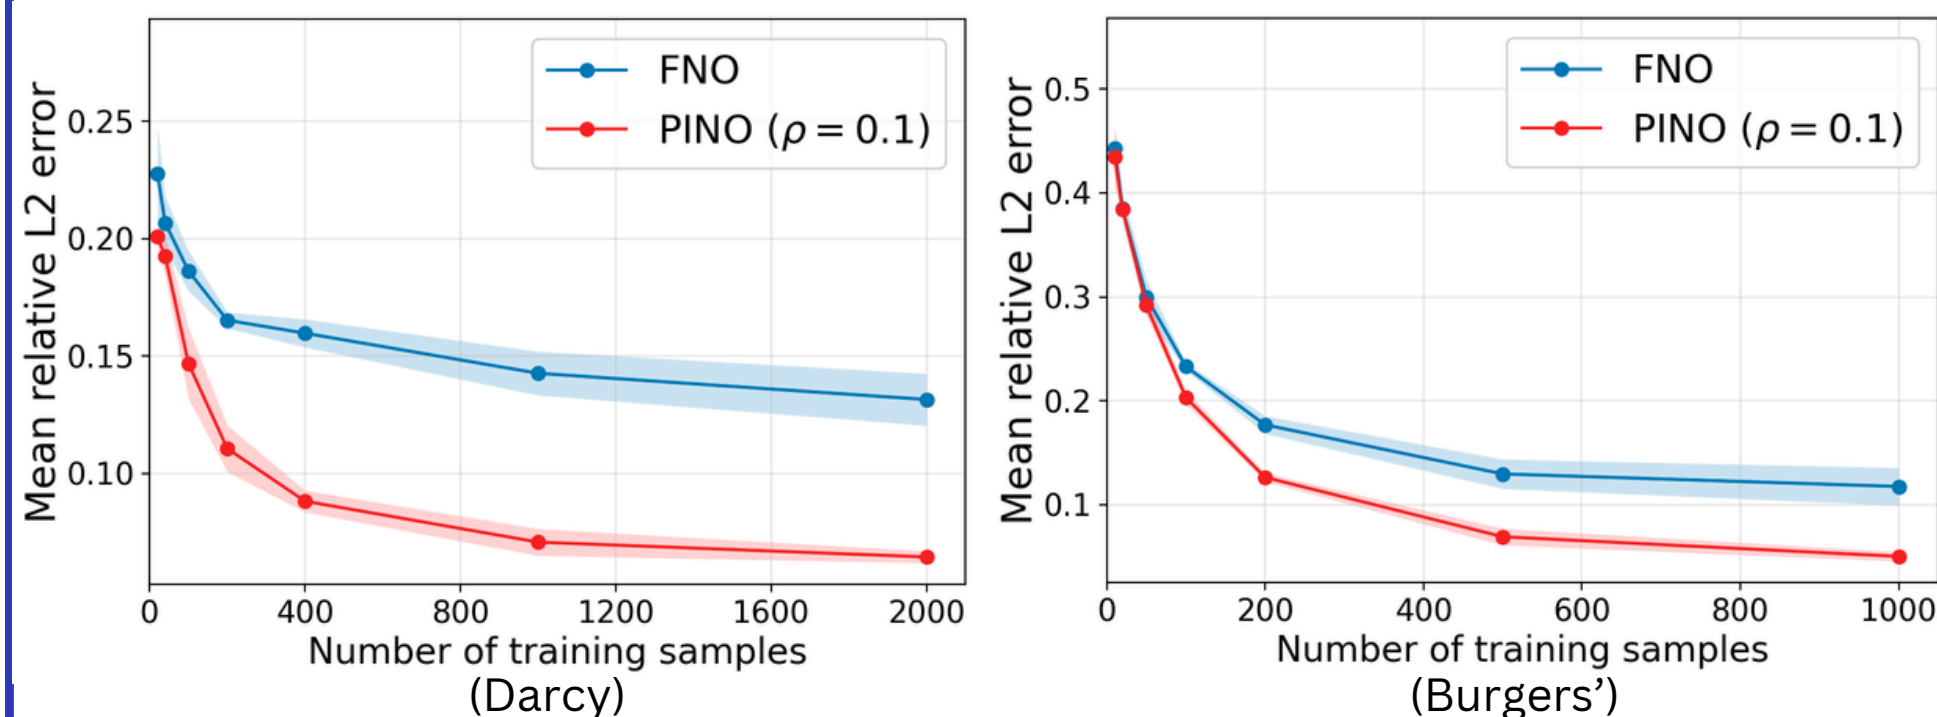 Mean relative L2 error
0.25
0.20
0.15
0.10
FNO
PINO (ρ = 0.1)
0 400 800 1200 1600 2000
Number of training samples
(Darcy)
Mean relative L2 error
0.5
0.4
0.3
0.2
0.1
FNO
PINO (ρ = 0.1)
0 200 400 600 800 1000
Number of training samples
(Burgers’)